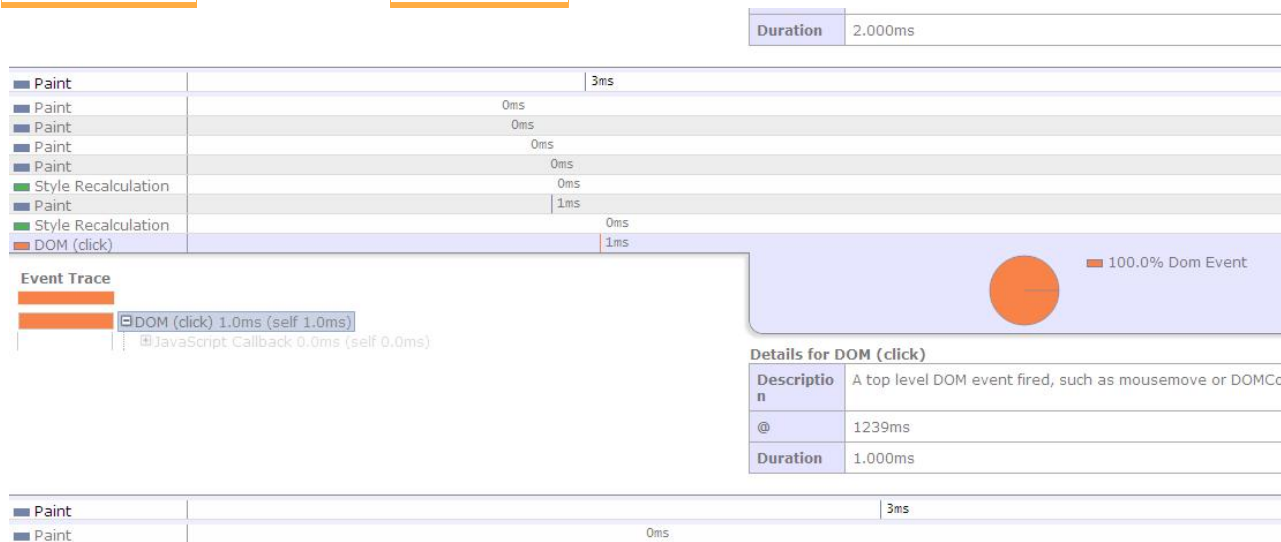 Duration 2.000ms
Paint 3ms
Paint 0ms
Paint 0ms
Paint 0ms
Paint 0ms
Style Recalculation 0ms
Paint 1ms
Style Recalculation 0ms
DOM (click) 1ms
100.0% Dom Event
Event Trace
DOM (click) 1.0ms (self 1.0ms)
JavaScript Callback 0.0ms (self 0.0ms)
Details for DOM (click)
Descriptio A top level DOM event fired, such as mousemove or DOMCo
n
@ 1239ms
Duration 1.000ms
Paint 3ms
Paint 0ms